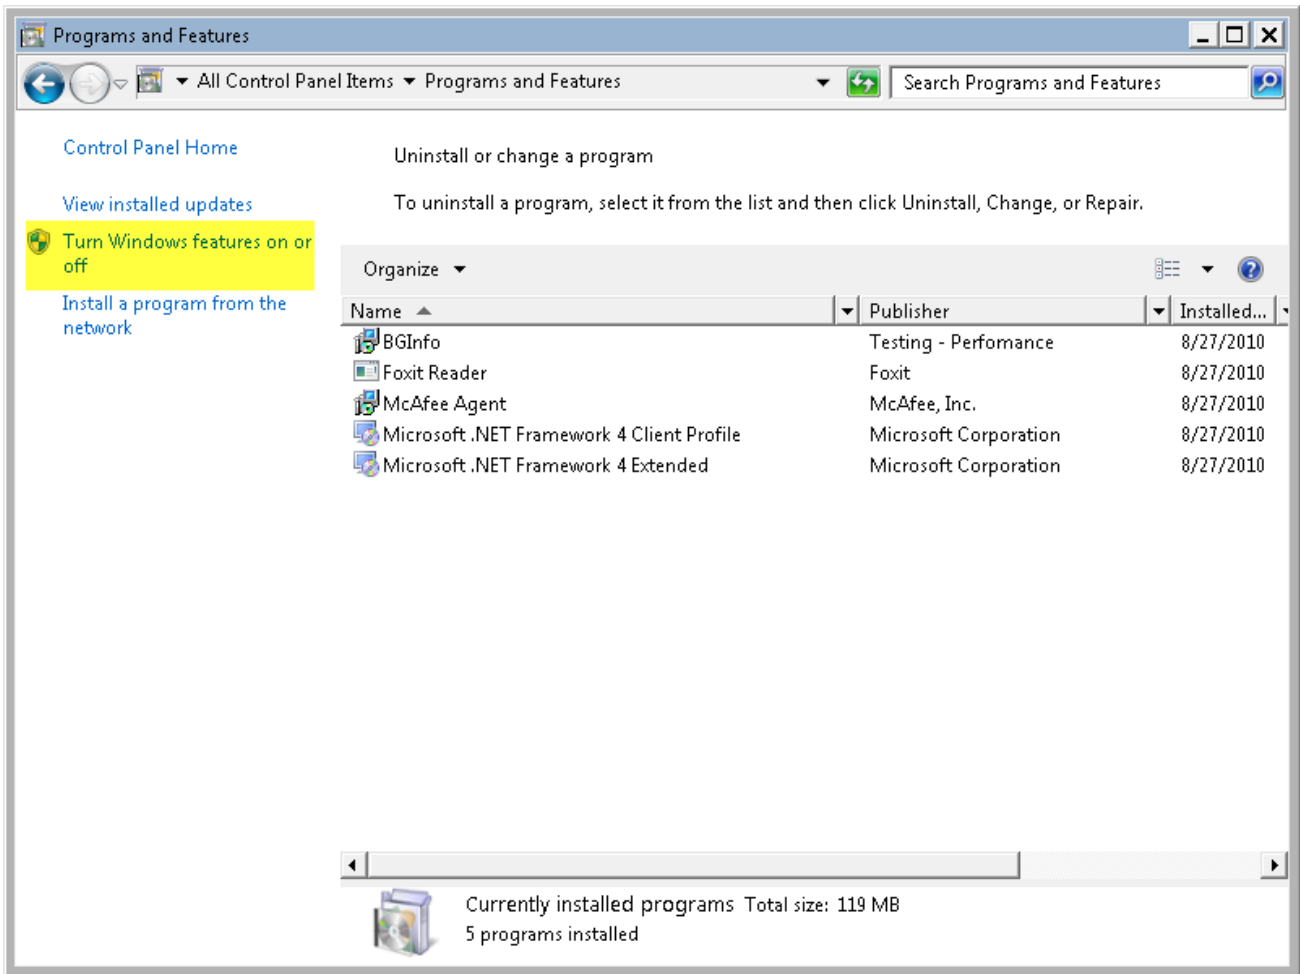 Programs and Features
All Control Panel Items Programs and Features
Search Programs and Features
Control Panel Home
View installed updates
Turn Windows features on or
off
Install a program from the
network
Uninstall or change a program
To uninstall a program, select it from the list and then click Uninstall, Change, or Repair.
Organize
Name Publisher Installed...
BGInfo Testing - Perfomance 8/27/2010
Foxit Reader Foxit 8/27/2010
McAfee Agent McAfee, Inc. 8/27/2010
Microsoft .NET Framework 4 Client Profile Microsoft Corporation 8/27/2010
Microsoft .NET Framework 4 Extended Microsoft Corporation 8/27/2010
Currently installed programs Total size: 119 MB
5 programs installed